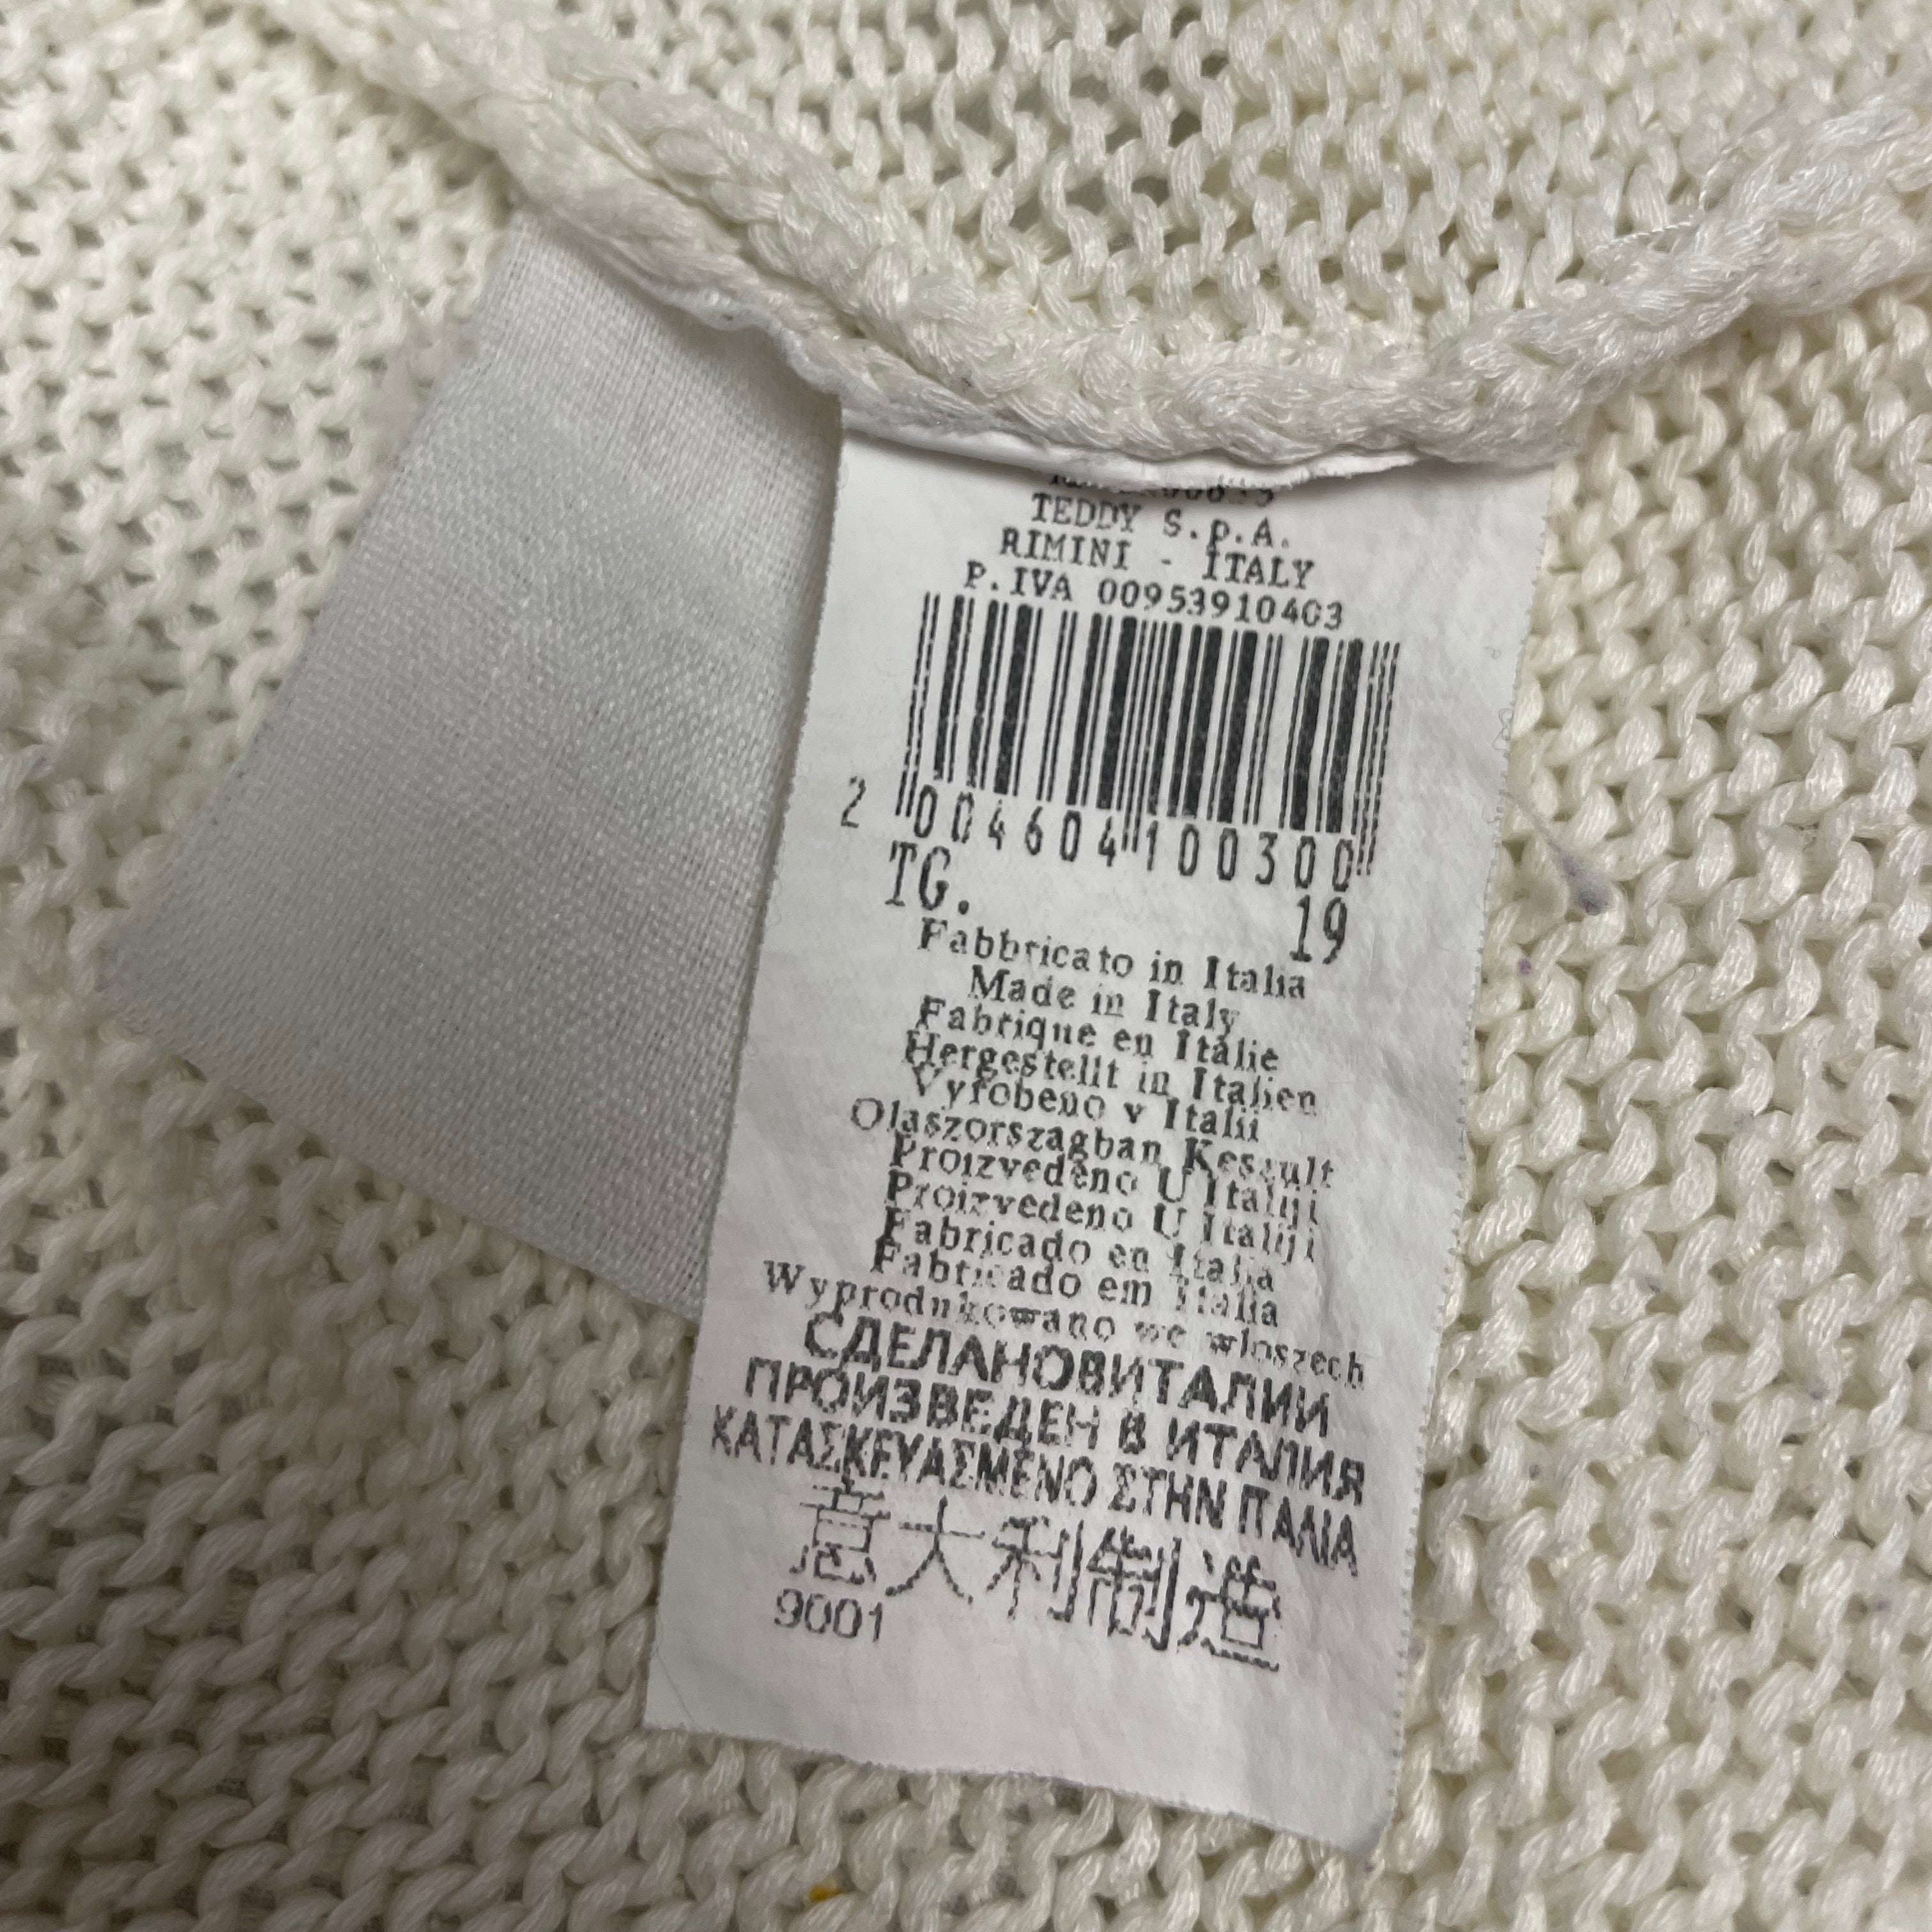 TEDDY S.p.A.
RIMINI - ITALY
P.IVA 00953910403
2 004604 100300
TG. 19
Fabbricato in Italia
Made in Italy
Fabrique en Italie
Hergestellt in Italien
Vyrobeno v Italii
Olaszorszagban Keszult
Proizvedeno U Italiji
Proizvedeno U Italiji
Fabricado en Italia
Fabricado em Italia
Wyprodukowano we wloszech
СДЕЛАНОВИТАЛИИ
ПРОИЗВЕДЕН В ИТАЛИЯ
ΚΑΤΑΣΚΕΥΑΣΜΕΝΟ ΣΤΗΝ ΙΤΑΛΙΑ
意大利制造
9001